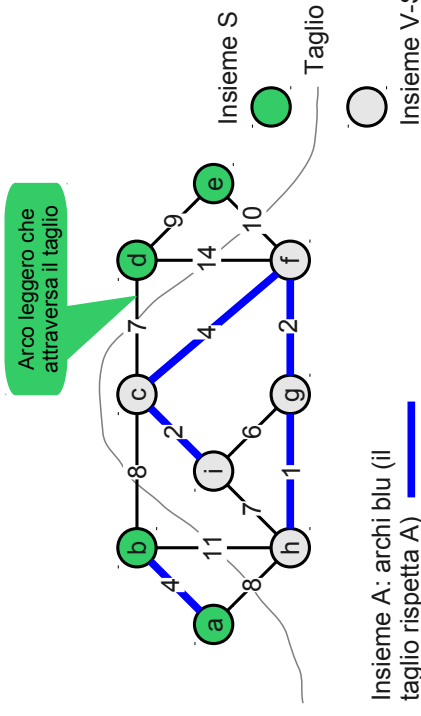 Arco leggero che
attraversa il taglio
b
8
c
7
d
9
e
4
a
11
2
i
4
14
10
8
7
6
h
1
g
2
f
Insieme S
Taglio
Insieme V-S
Insieme A: archi blu (il
taglio rispetta A)